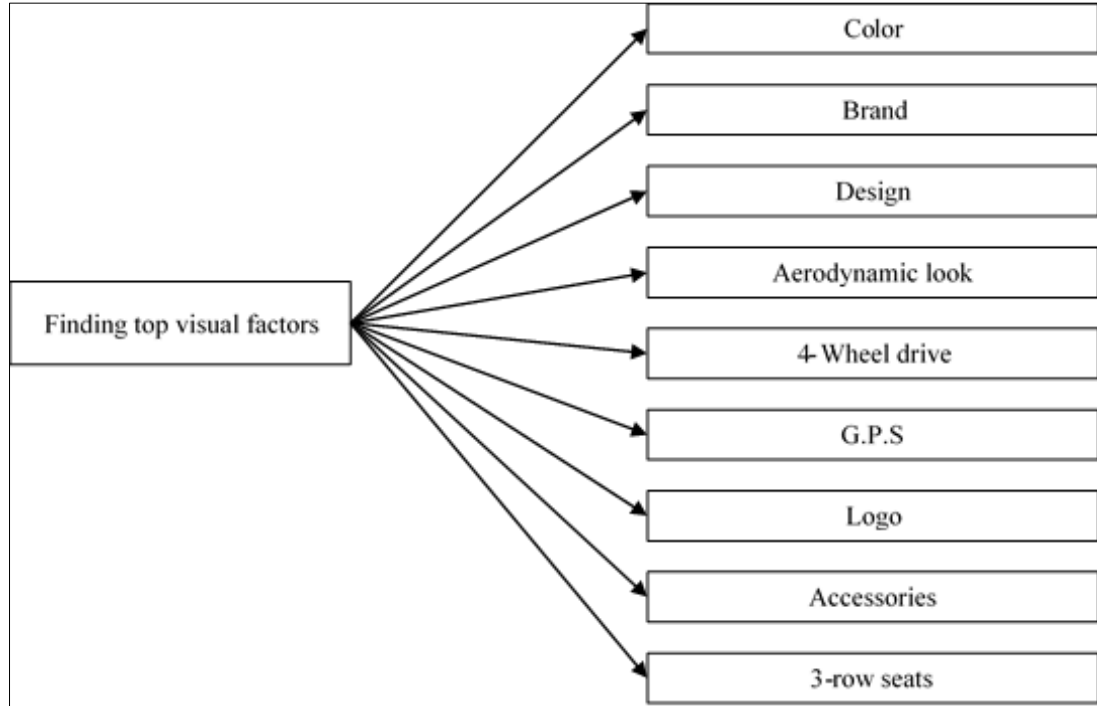 Color
Brand
Design
Aerodynamic look
Finding top visual factors
4-Wheel drive
G.P.S
Logo
Accessories
3-row seats